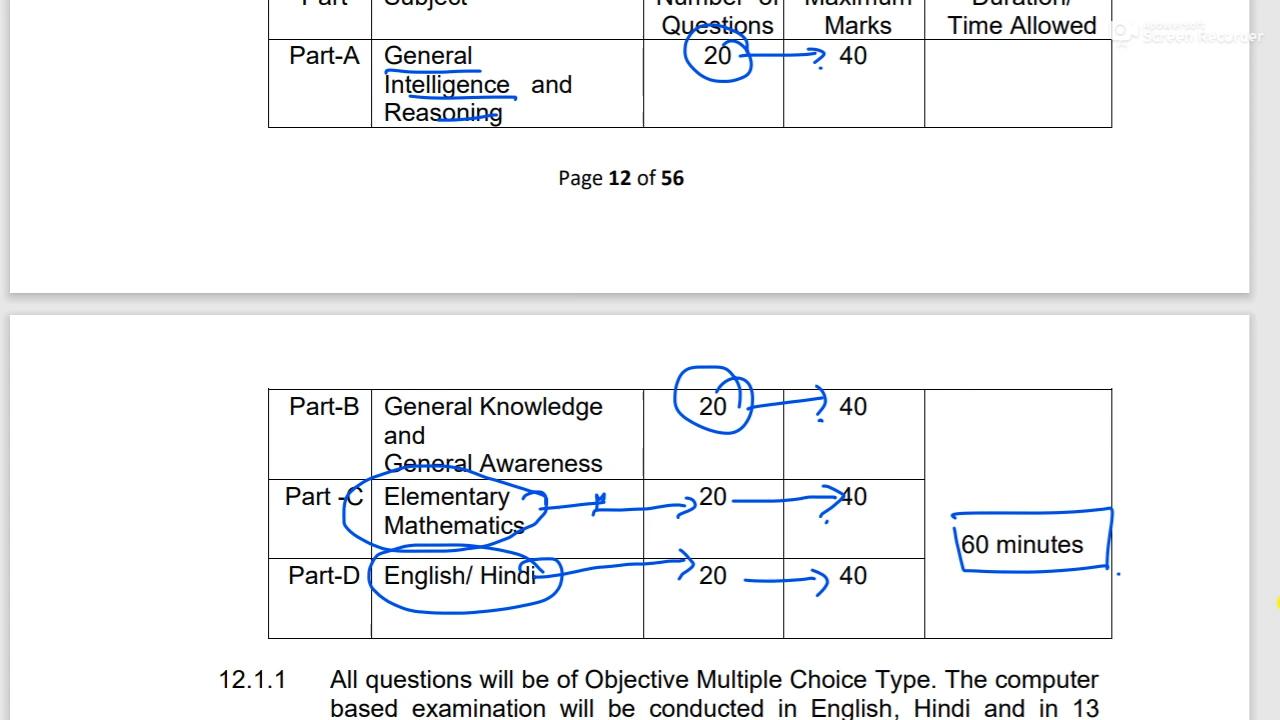 Part Subject Number of Maximum Duration/
Questions Marks Time Allowed
Apowersoft
Screen Recorder
Part-A General 20 ? 40
Intelligence and
Reasoning
Page 12 of 56
Part-B General Knowledge 20 ? 40
and
General Awareness
Part -C Elementary 20 ? 40
Mathematics
60 minutes
Part-D English/ Hindi 20 40
12.1.1 All questions will be of Objective Multiple Choice Type. The computer
based examination will be conducted in English, Hindi and in 13